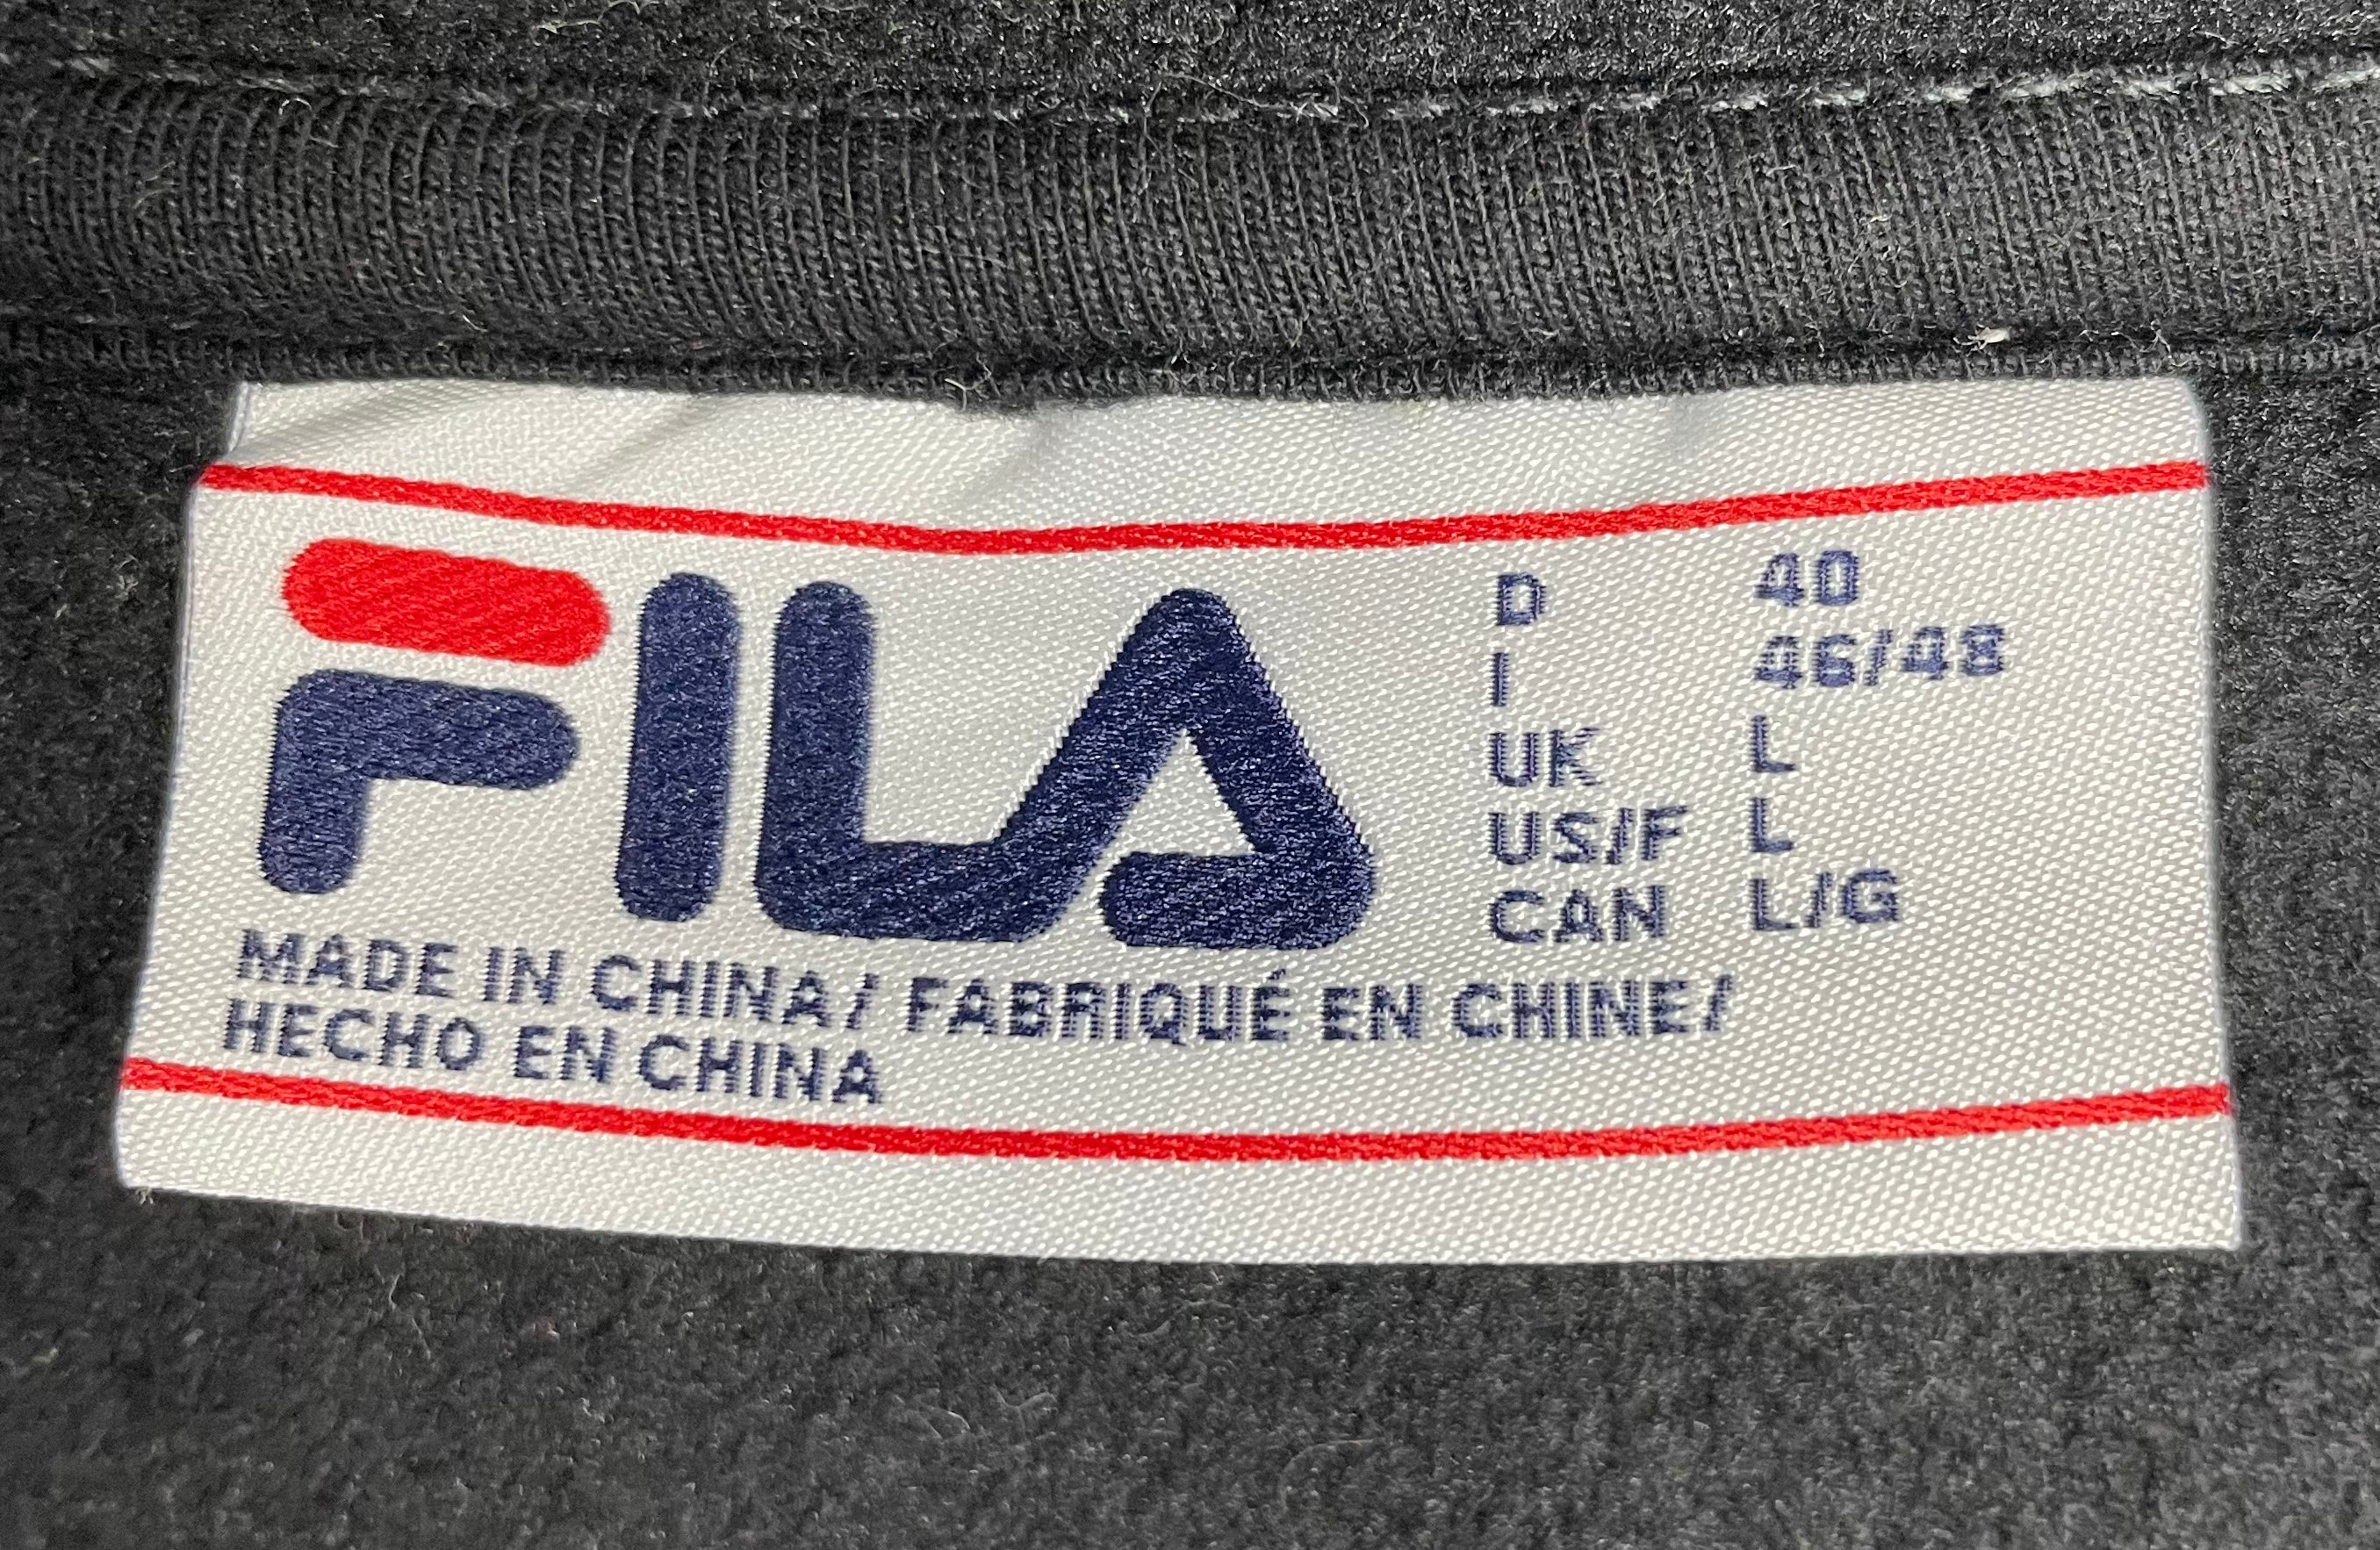 FILA
D 40
I 46/48
UK L
US/F L
CAN L/G
MADE IN CHINA/ FABRIQUÉ EN CHINE/
HECHO EN CHINA